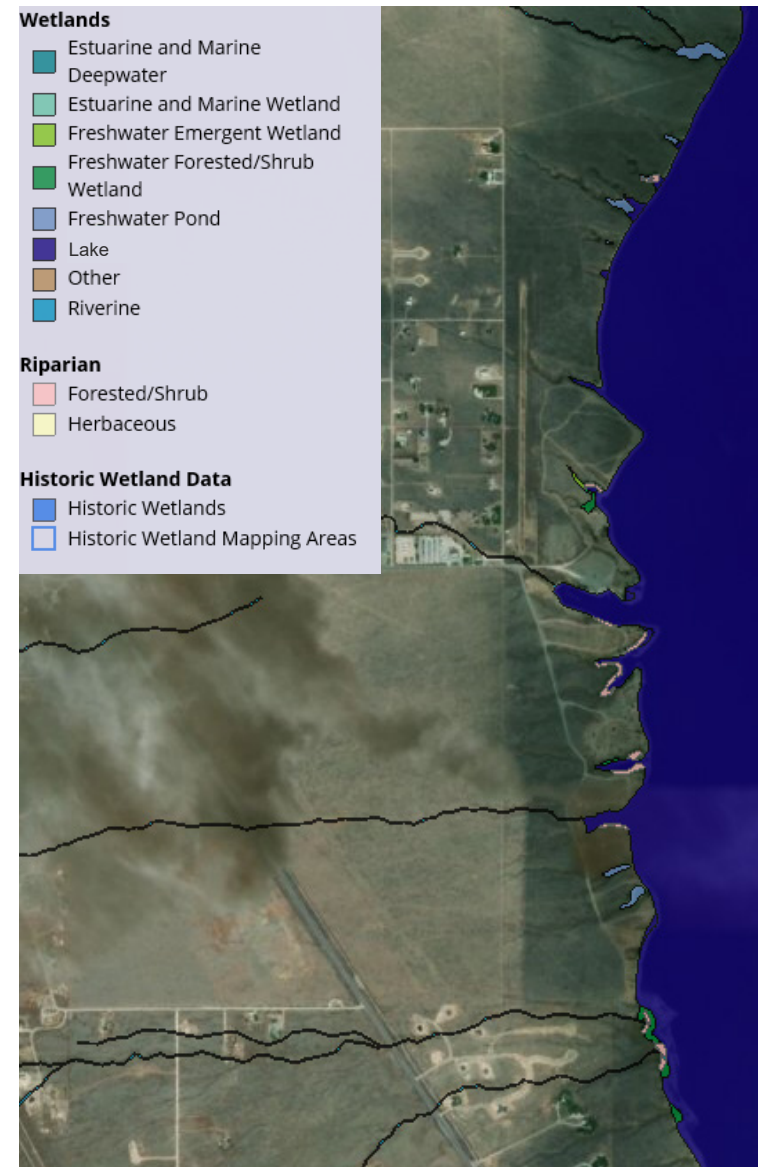 Wetlands
Estuarine and Marine
Deepwater
Estuarine and Marine Wetland
Freshwater Emergent Wetland
Freshwater Forested/Shrub
Wetland
Freshwater Pond
Lake
Other
Riverine
Riparian
Forested/Shrub
Herbaceous
Historic Wetland Data
Historic Wetlands
Historic Wetland Mapping Areas